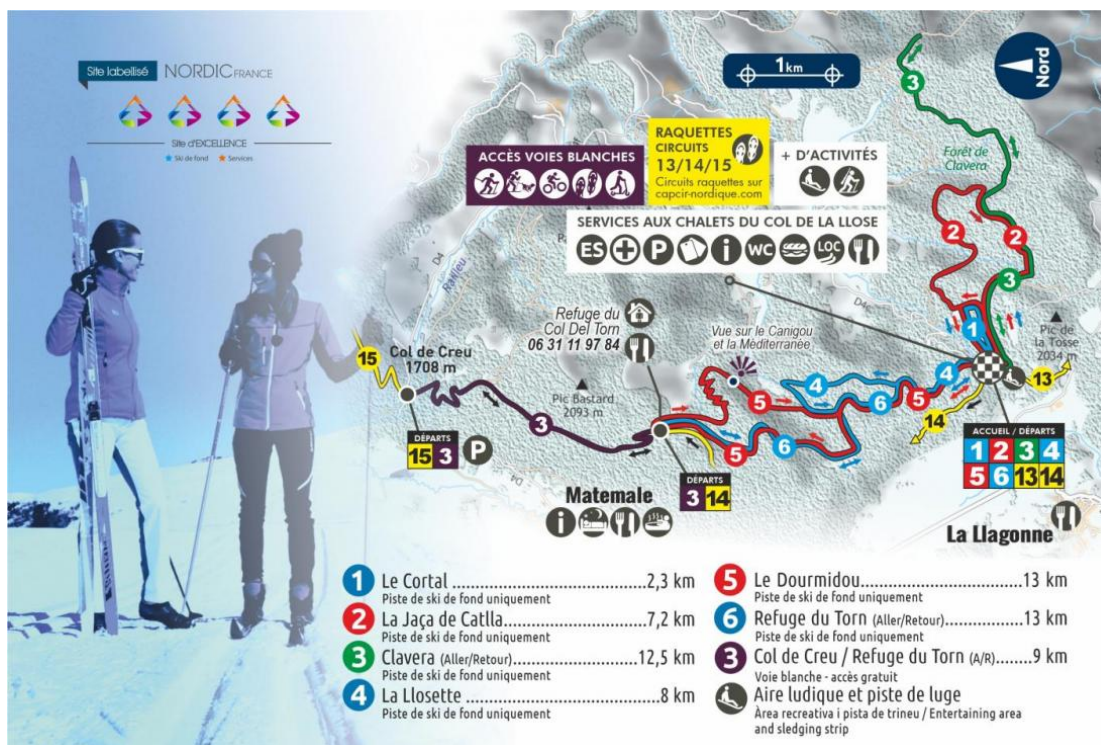 Site labellisé NORDIC FRANCE
Site d'EXCELLENCE
Ski de fond Services
1km
Nord
ACCÈS VOIES BLANCHES
RAQUETTES
CIRCUITS
13/14/15
Circuits raquettes sur
capcir-nordique.com
+ D'ACTIVITÉS
SERVICES AUX CHALETS DU COL DE LA LLOSE
ES P i WC LOC
3
Forêt de
Clavera
2
2
3
1
Pic de
la Tosse
2034 m
D4
D4
Refuge du
Col Del Torn
06 31 11 97 84
Vue sur le Canigou
et la Méditerranée
15
Col de Creu
1708 m
Pic Bastard
2093 m
3
5
4
6
5
4
13
14
5
6
DÉPARTS
15 3
P
DÉPARTS
3 14
ACCUEIL / DÉPARTS
1 2 3 4
5 6 13 14
Matemale
i
La Llagonne
1 Le Cortal ....................................2,3 km
Piste de ski de fond uniquement
2 La Jaça de Catlla..........................7,2 km
Piste de ski de fond uniquement
3 Clavera (Aller/Retour).......................12,5 km
Piste de ski de fond uniquement
4 La Llosette ....................................8 km
Piste de ski de fond uniquement
5 Le Dourmidou..............................13 km
Piste de ski de fond uniquement
6 Refuge du Torn (Aller/Retour)..............13 km
Piste de ski de fond uniquement
3 Col de Creu / Refuge du Torn (A/R)......9 km
Voie blanche - accès gratuit
Aire ludique et piste de luge
Àrea recreativa i pista de trineu / Entertaining area
and sledging strip